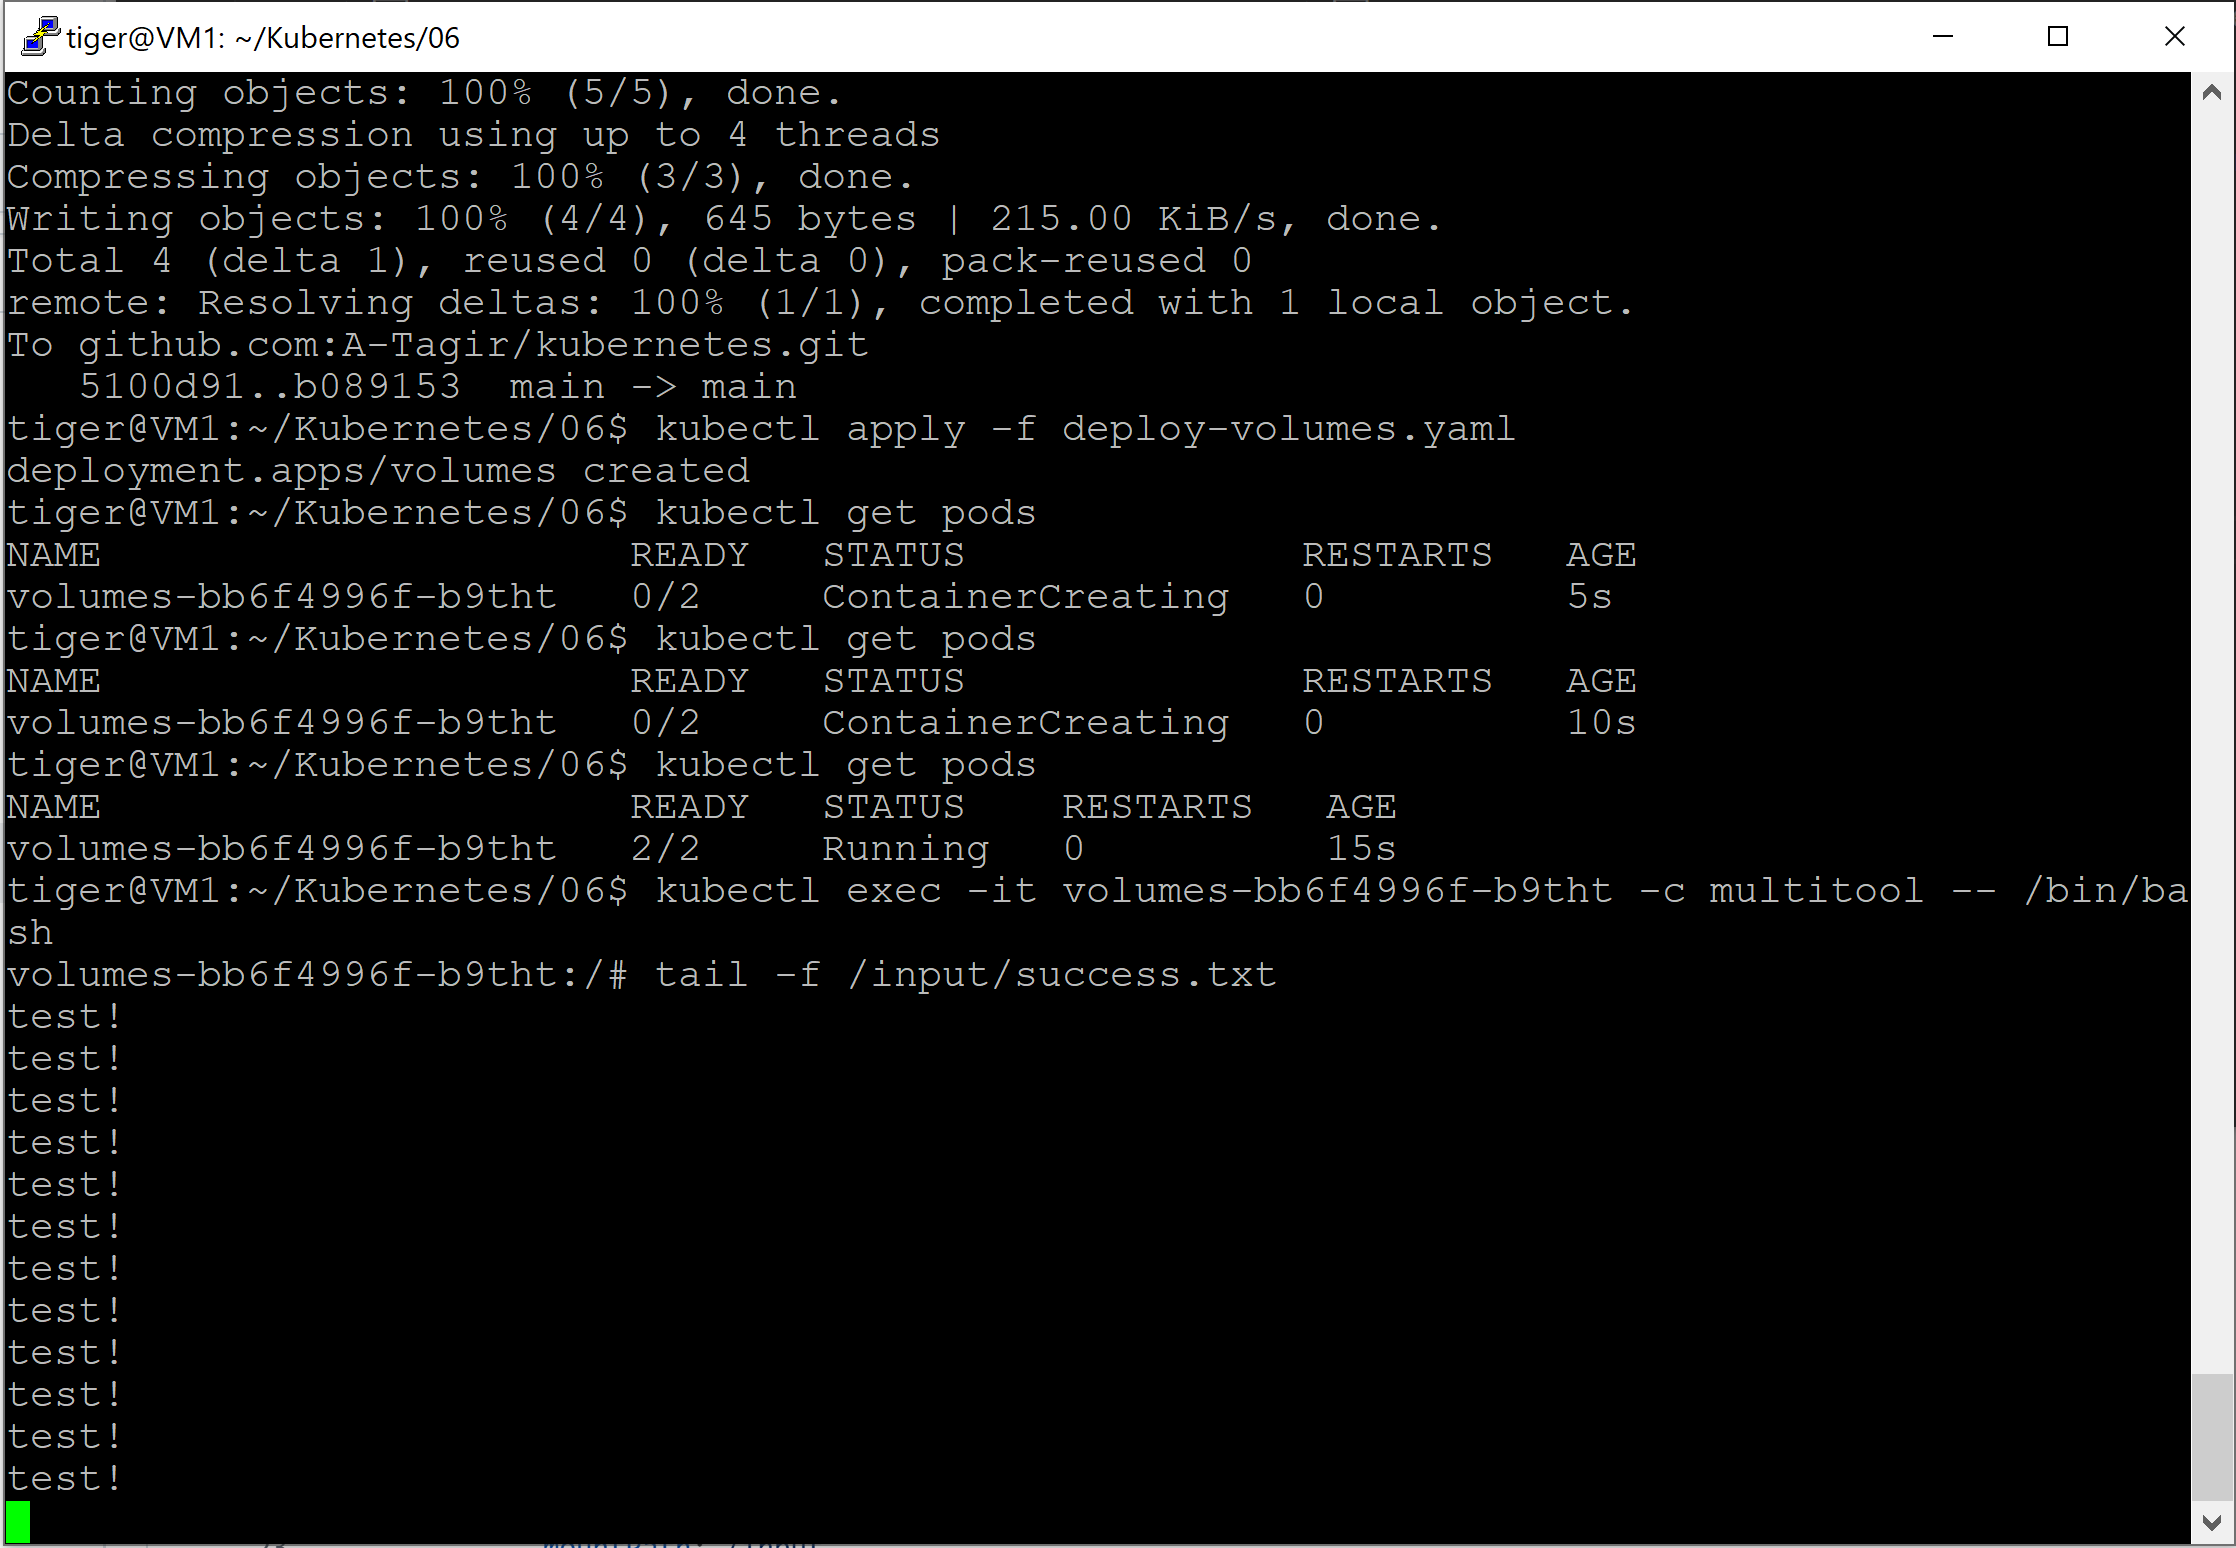 tiger@VM1: ~/Kubernetes/06
Counting objects: 100% (5/5), done.
Delta compression using up to 4 threads
Compressing objects: 100% (3/3), done.
Writing objects: 100% (4/4), 645 bytes | 215.00 KiB/s, done.
Total 4 (delta 1), reused 0 (delta 0), pack-reused 0
remote: Resolving deltas: 100% (1/1), completed with 1 local object.
To github.com:A-Tagir/kubernetes.git
   5100d91..b089153  main -> main
tiger@VM1:~/Kubernetes/06$ kubectl apply -f deploy-volumes.yaml
deployment.apps/volumes created
tiger@VM1:~/Kubernetes/06$ kubectl get pods
NAME                      READY   STATUS              RESTARTS   AGE
volumes-bb6f4996f-b9tht   0/2     ContainerCreating   0          5s
tiger@VM1:~/Kubernetes/06$ kubectl get pods
NAME                      READY   STATUS              RESTARTS   AGE
volumes-bb6f4996f-b9tht   0/2     ContainerCreating   0          10s
tiger@VM1:~/Kubernetes/06$ kubectl get pods
NAME                      READY   STATUS    RESTARTS   AGE
volumes-bb6f4996f-b9tht   2/2     Running   0          15s
tiger@VM1:~/Kubernetes/06$ kubectl exec -it volumes-bb6f4996f-b9tht -c multitool -- /bin/ba
sh
volumes-bb6f4996f-b9tht:/# tail -f /input/success.txt
test!
test!
test!
test!
test!
test!
test!
test!
test!
test!
test!
test!